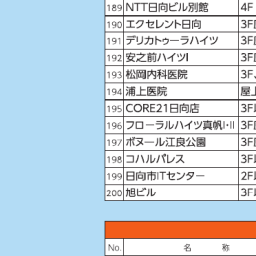 189 NTT日向ビル別館 4F
190 エクセレント日向 3F
191 デリカトゥーラハイツ 3F
192 安之前ハイツⅠ 3F
193 松岡内科医院 3F、
194 浦上医院 屋上
195 CORE21日向店 3F
196 フローラルハイツ真帆Ⅰ・Ⅱ 3F
197 ボヌール江良公園 3F
198 コハルパレス 3F
199 日向市ITセンター 2F
200 旭ビル 3F
No. 名 称